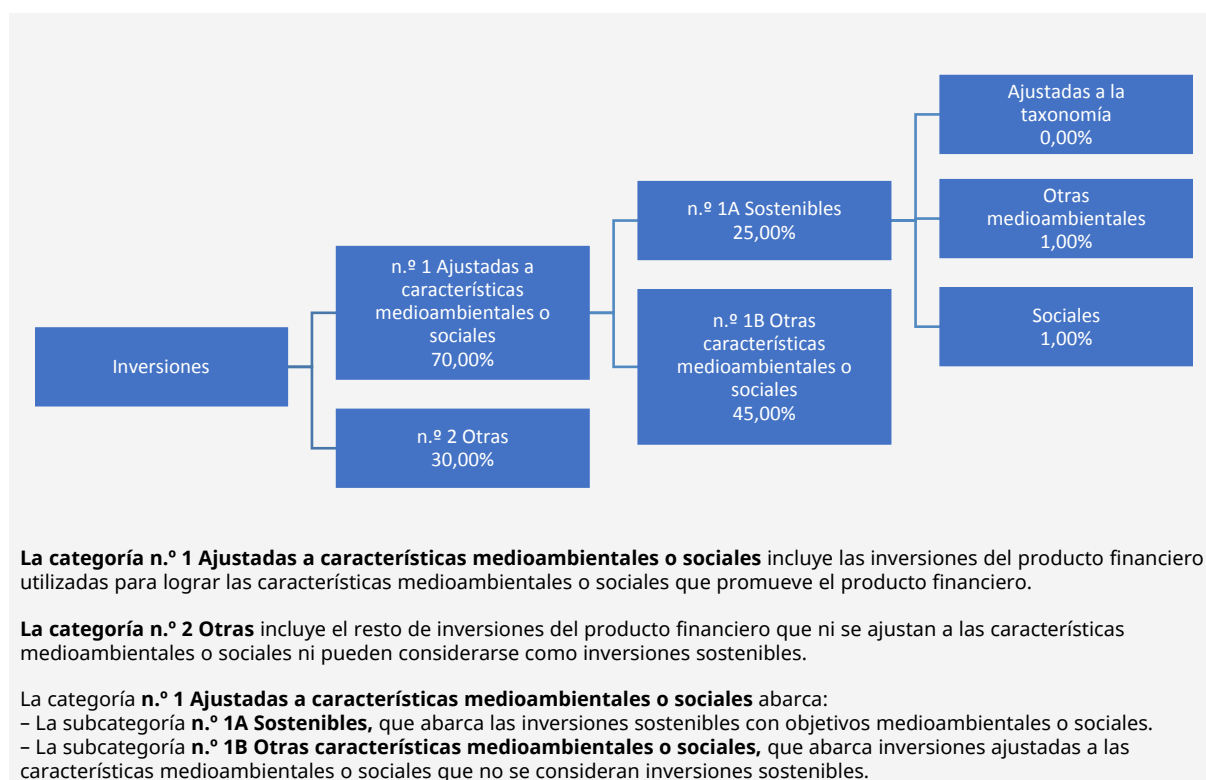 Inversiones
n.º 1 Ajustadas a
características
medioambientales o
sociales
70,00%
n.º 2 Otras
30,00%
n.º 1A Sostenibles
25,00%
n.º 1B Otras
características
medioambientales o
sociales
45,00%
Ajustadas a la
taxonomía
0,00%
Otras
medioambientales
1,00%
Sociales
1,00%
La categoría n.º 1 Ajustadas a características medioambientales o sociales incluye las inversiones del producto financiero
utilizadas para lograr las características medioambientales o sociales que promueve el producto financiero.
La categoría n.º 2 Otras incluye el resto de inversiones del producto financiero que ni se ajustan a las características
medioambientales o sociales ni pueden considerarse como inversiones sostenibles.
La categoría n.º 1 Ajustadas a características medioambientales o sociales abarca:
– La subcategoría n.º 1A Sostenibles, que abarca las inversiones sostenibles con objetivos medioambientales o sociales.
– La subcategoría n.º 1B Otras características medioambientales o sociales, que abarca inversiones ajustadas a las
características medioambientales o sociales que no se consideran inversiones sostenibles.